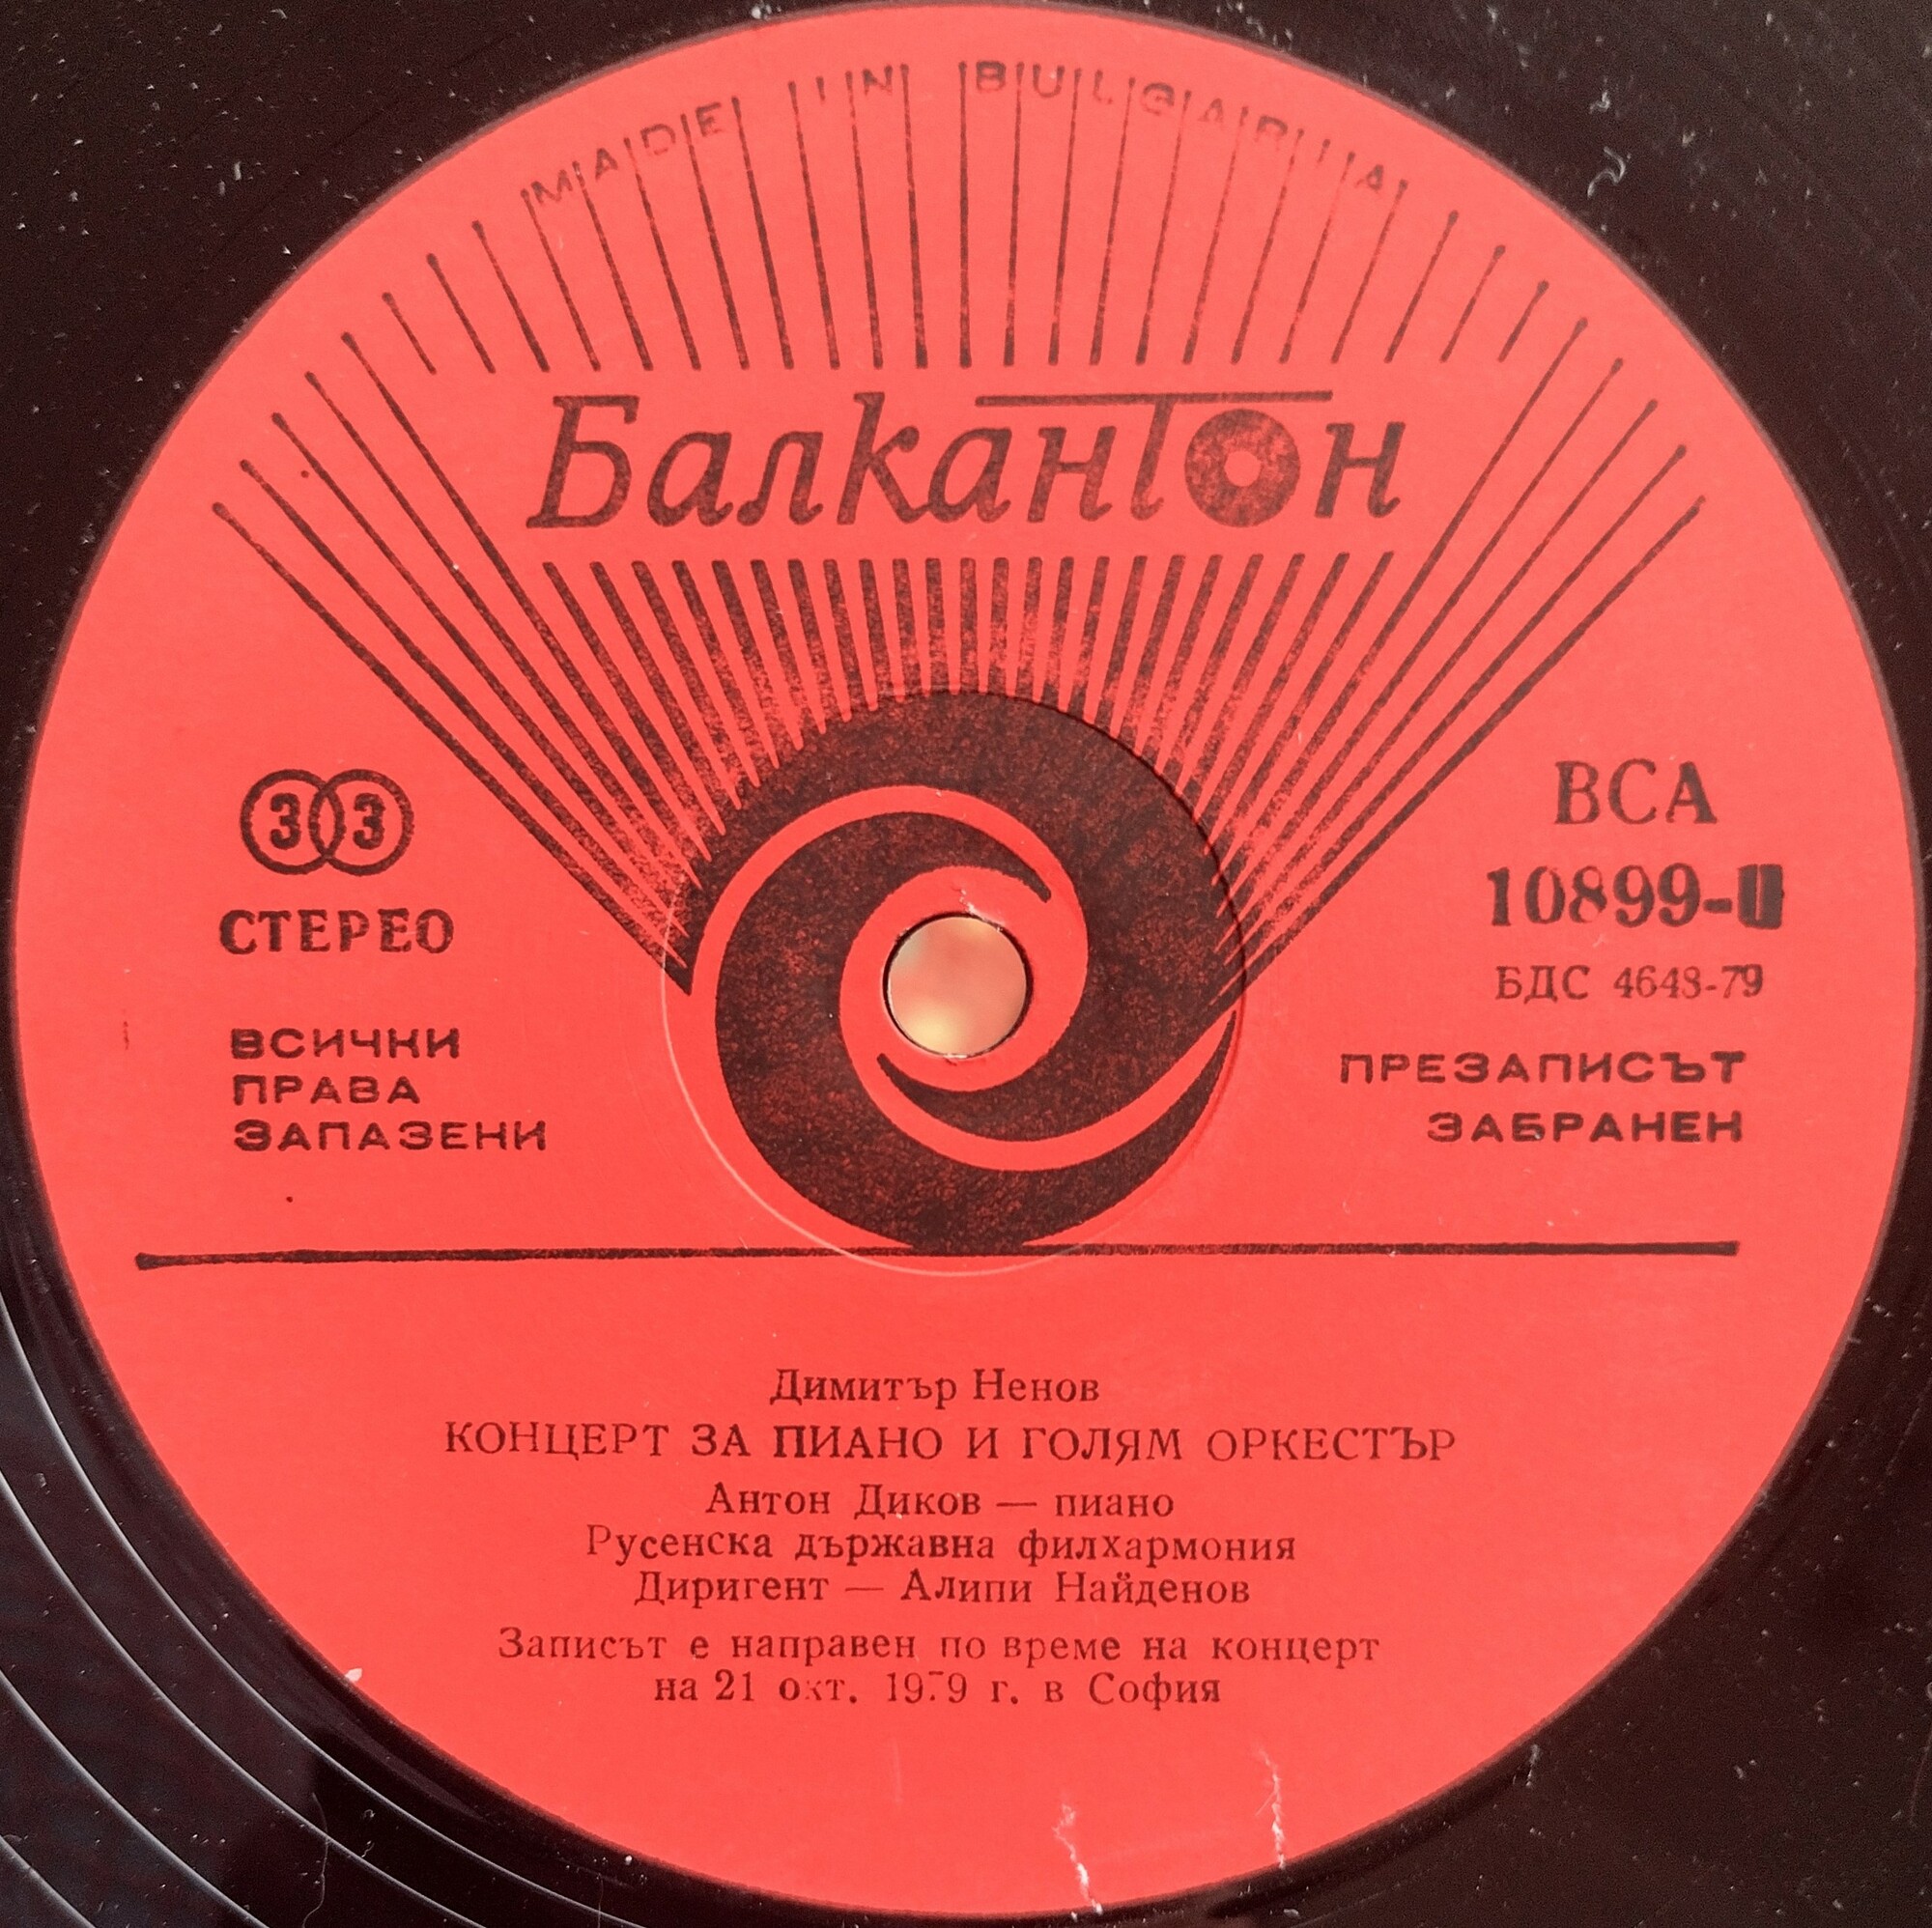 MADE IN BULGARIA
Балкантон
33
СТЕРЕО
ВСИЧКИ
ПРАВА
ЗАПАЗЕНИ
ВСА
10899-II
БДС 4648-79
ПРЕЗАПИСЪТ
ЗАБРАНЕН
Димитър Ненов
КОНЦЕРТ ЗА ПИАНО И ГОЛЯМ ОРКЕСТЪР
Антон Диков — пиано
Русенска държавна филхармония
Диригент — Алипи Найденов
Записът е направен по време на концерт
на 21 окт. 1979 г. в София